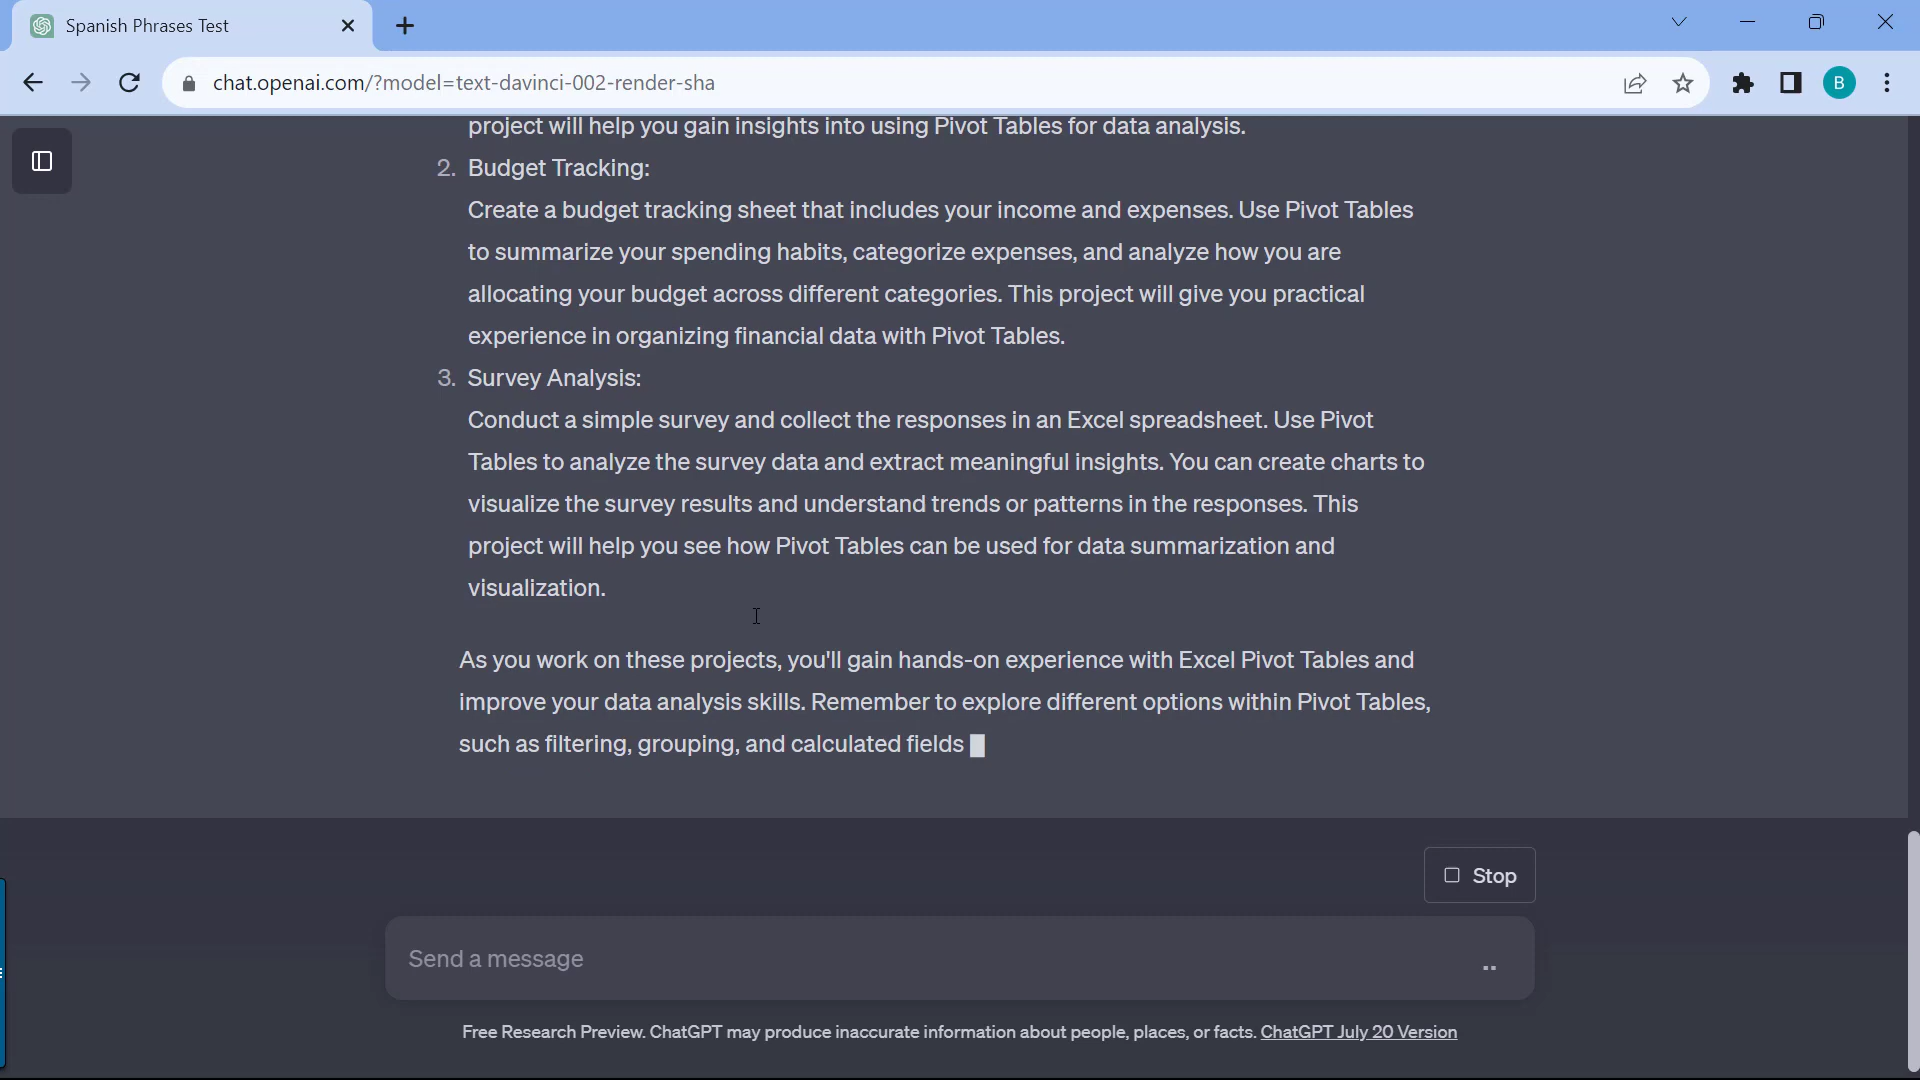 Spanish Phrases Test
chat.openai.com/?model=text-davinci-002-render-sha
B
project will help you gain insights into using Pivot Tables for data analysis.
2. Budget Tracking:
Create a budget tracking sheet that includes your income and expenses. Use Pivot Tables
to summarize your spending habits, categorize expenses, and analyze how you are
allocating your budget across different categories. This project will give you practical
experience in organizing financial data with Pivot Tables.
3. Survey Analysis:
Conduct a simple survey and collect the responses in an Excel spreadsheet. Use Pivot
Tables to analyze the survey data and extract meaningful insights. You can create charts to
visualize the survey results and understand trends or patterns in the responses. This
project will help you see how Pivot Tables can be used for data summarization and
visualization.
As you work on these projects, you'll gain hands-on experience with Excel Pivot Tables and
improve your data analysis skills. Remember to explore different options within Pivot Tables,
such as filtering, grouping, and calculated fields
Stop
Send a message
Free Research Preview. ChatGPT may produce inaccurate information about people, places, or facts. ChatGPT July 20 Version